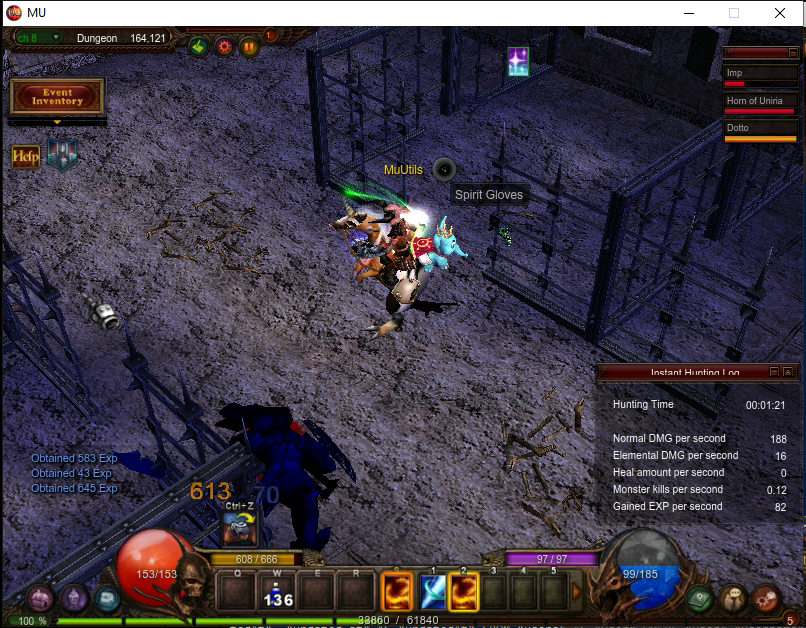 MU
ch 8 Dungeon 164,121
1
Event
Inventory
Help
Imp
Horn of Uniria
Dotto
MuUtils
Spirit Gloves
Instant Hunting Log
Hunting Time 00:01:21
Normal DMG per second 188
Elemental DMG per second 16
Heal amount per second 0
Monster kills per second 0.12
Gained EXP per second 82
Obtained 583 Exp
Obtained 43 Exp
Obtained 645 Exp
613 70
Ctrl+Z
608 / 666
97 / 97
153/153
Q W E R 1 2 3 4 5
136
99/185
100 % 33860 / 61840
5